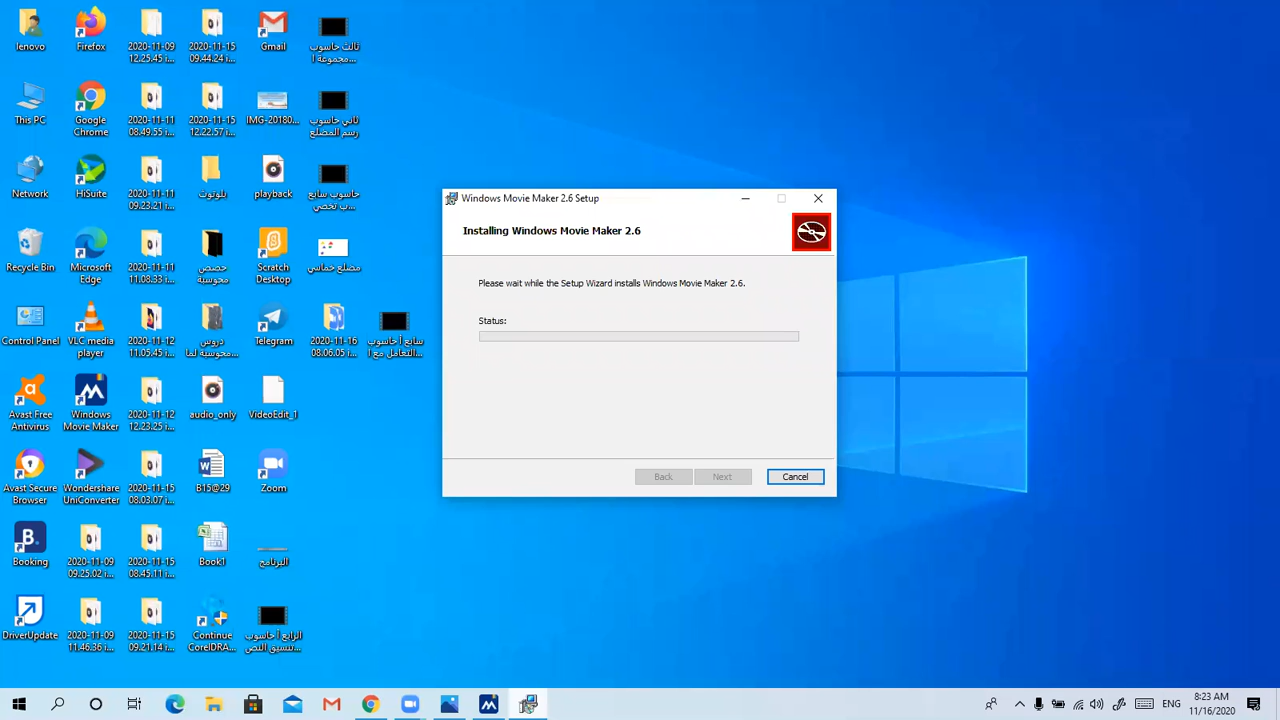 lenovo
Firefox
2020-11-09
12.25.45 i...
2020-11-15
09.44.24 i...
Gmail
ثالث حاسوب
مجموعة ا...
This PC
Google
Chrome
2020-11-11
08.49.55 i...
2020-11-15
12.22.57 i...
IMG-20180...
ثاني حاسوب
رسم المضلع
Network
HiSuite
2020-11-11
09.23.21 i...
بلوتوث
playback
حاسوب سابع
ب بخصي...
Recycle Bin
Microsoft
Edge
2020-11-11
11.08.33 i...
حصص
محوسبة
Scratch
Desktop
مضلع خماسي
Control Panel
VLC media
player
2020-11-12
11.05.45 i...
دروس
محوسبة لما...
Telegram
2020-11-16
08.06.05 i...
سابع أ حاسوب
التعامل مع ا...
Avast Free
Antivirus
Windows
Movie Maker
2020-11-12
12.23.25 i...
audio_only
VideoEdit_1
Avast Secure
Browser
Wondershare
UniConverter
2020-11-15
08.03.07 i...
B15@29
Zoom
Booking
2020-11-09
09.25.02 i...
2020-11-15
08.45.11 i...
Book1
البرنامج
DriverUpdate
2020-11-09
11.46.36 i...
2020-11-15
09.21.14 i...
Continue
CorelDRA...
الرابع أ حاسوب
تنسيق النص...
Windows Movie Maker 2.6 Setup
Installing Windows Movie Maker 2.6
Please wait while the Setup Wizard installs Windows Movie Maker 2.6.
Status:
Back
Next
Cancel
ENG
8:23 AM
11/16/2020